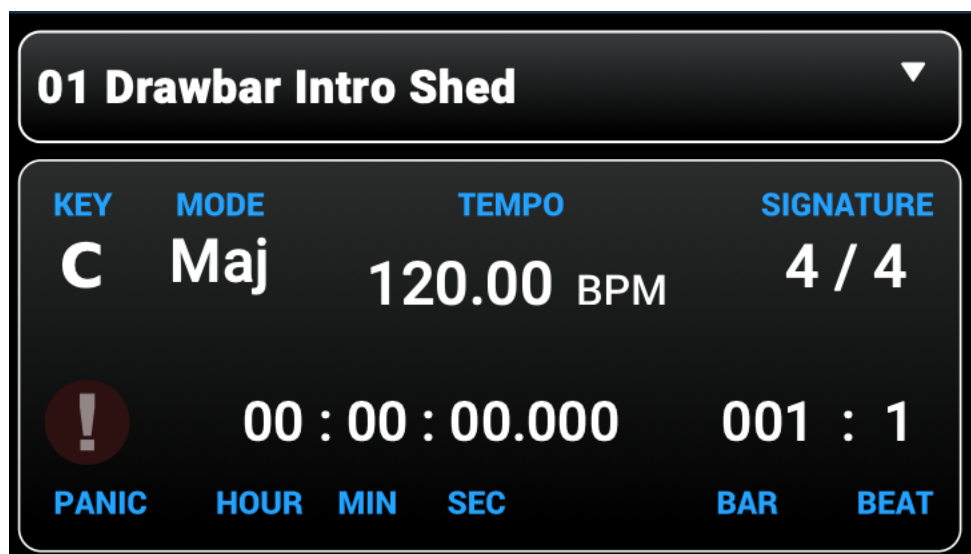 01 Drawbar Intro Shed
KEY MODE TEMPO SIGNATURE
C Maj 120.00 BPM 4 / 4
! 00 : 00 : 00.000 001 : 1
PANIC HOUR MIN SEC BAR BEAT